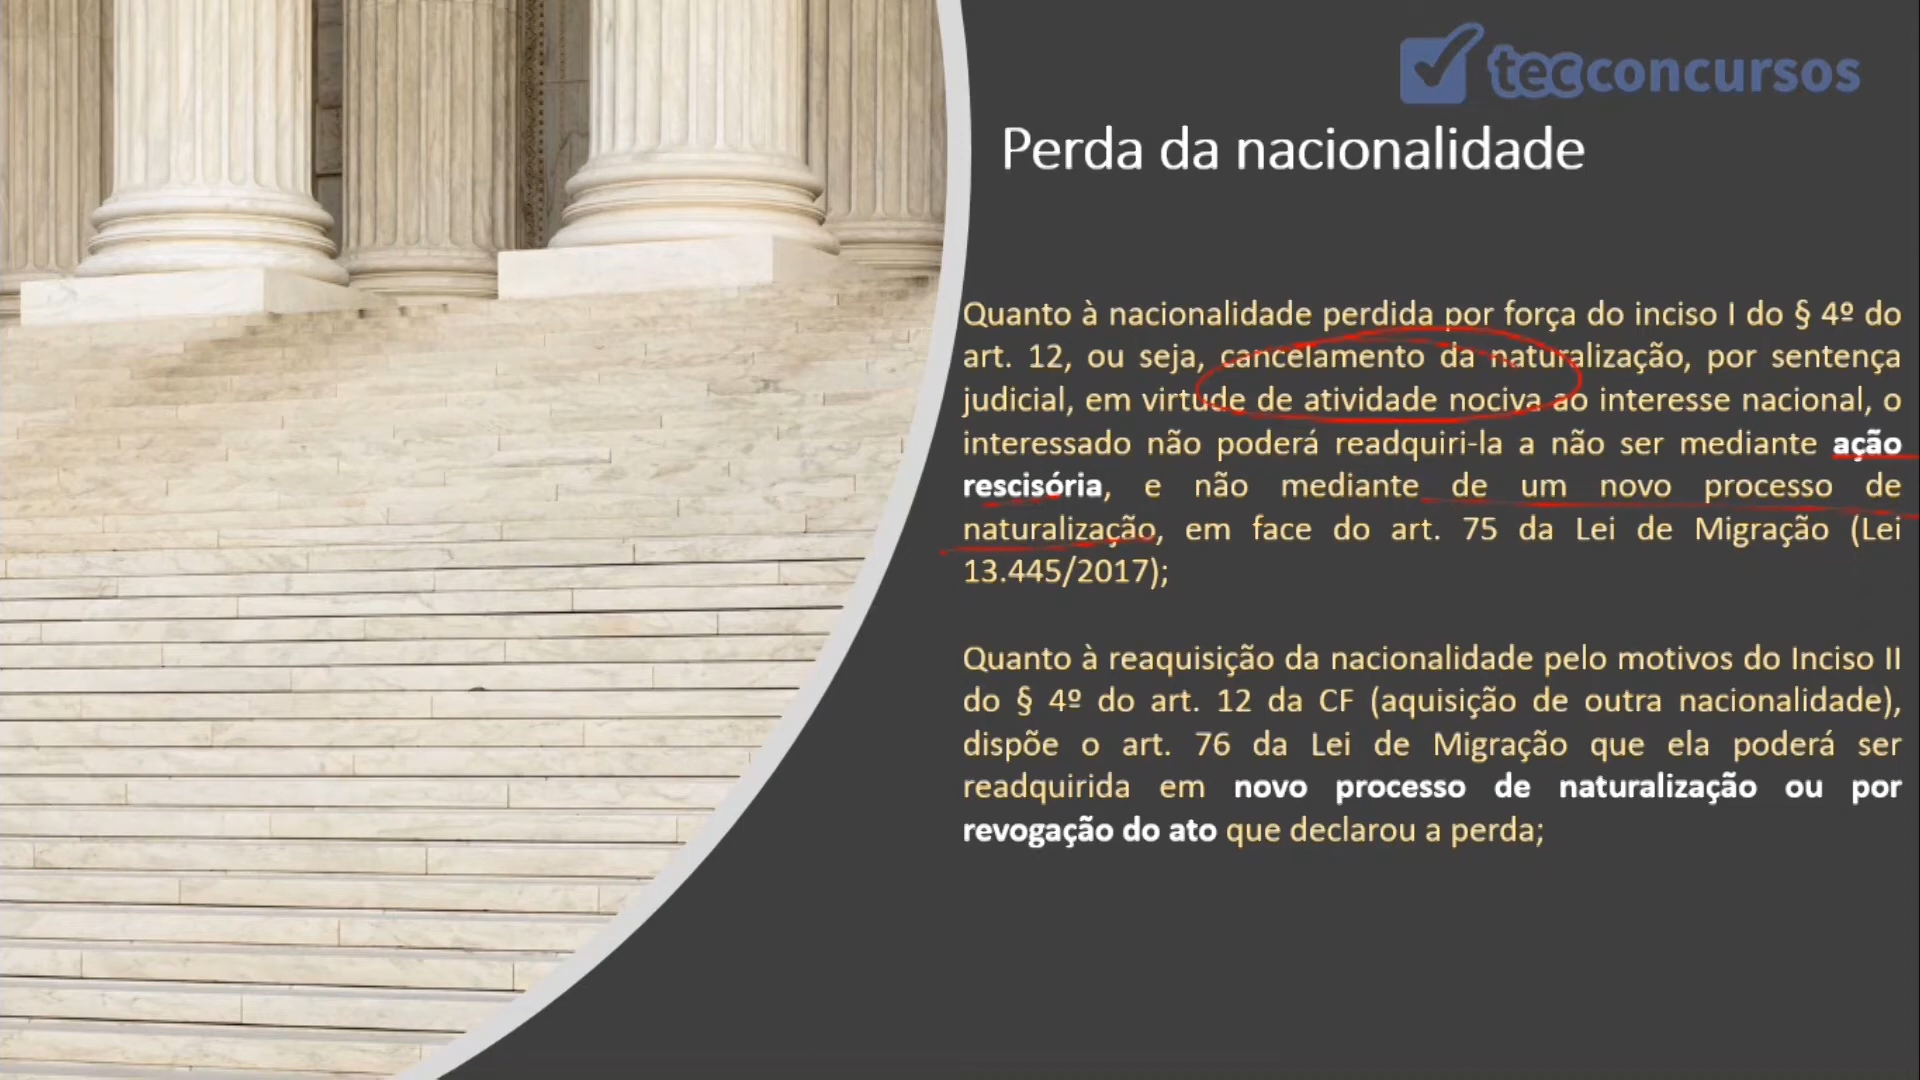 tecconcursos
Perda da nacionalidade
Quanto à nacionalidade perdida por força do inciso I do § 4º do
art. 12, ou seja, cancelamento da naturalização, por sentença
judicial, em virtude de atividade nociva ao interesse nacional, o
interessado não poderá readquiri-la a não ser mediante ação
rescisória, e não mediante de um novo processo de
naturalização, em face do art. 75 da Lei de Migração (Lei
13.445/2017);
Quanto à reaquisição da nacionalidade pelo motivos do Inciso II
do § 4º do art. 12 da CF (aquisição de outra nacionalidade),
dispõe o art. 76 da Lei de Migração que ela poderá ser
readquirida em novo processo de naturalização ou por
revogação do ato que declarou a perda;